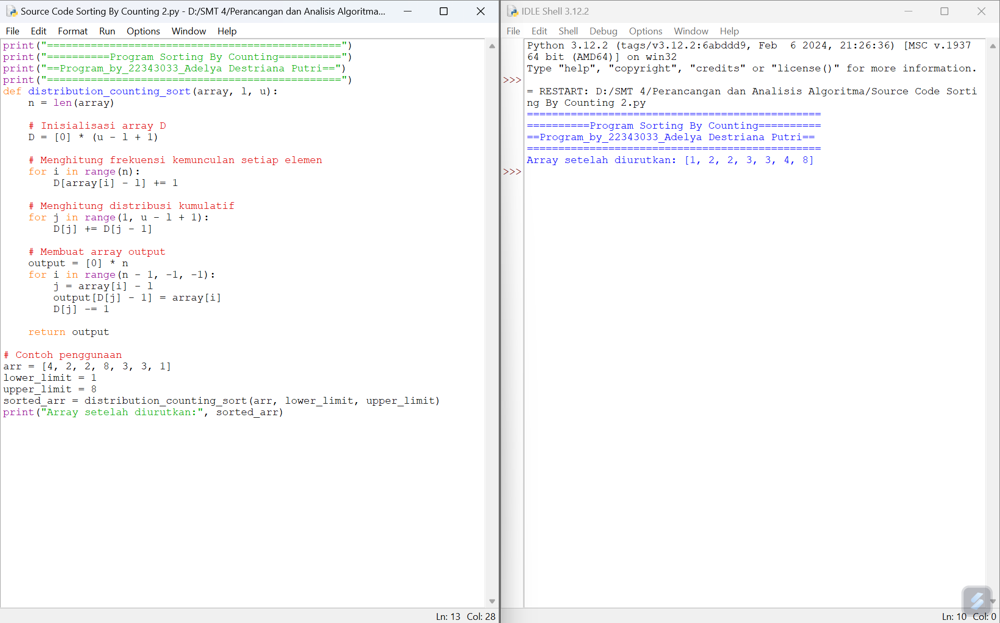 Source Code Sorting By Counting 2.py - D:/SMT 4/Perancangan dan Analisis Algoritma...
File Edit Format Run Options Window Help
print("===============================================")
print("==========Program Sorting By Counting==========")
print("==Program_by_22343033_Adelya Destriana Putri==")
print("===============================================")
def distribution_counting_sort(array, l, u):
    n = len(array)
    # Inisialisasi array D
    D = [0] * (u - l + 1)
    # Menghitung frekuensi kemunculan setiap elemen
    for i in range(n):
        D[array[i] - l] += 1
    # Menghitung distribusi kumulatif
    for j in range(1, u - l + 1):
        D[j] += D[j - 1]
    # Membuat array output
    output = [0] * n
    for i in range(n - 1, -1, -1):
        j = array[i] - l
        output[D[j] - 1] = array[i]
        D[j] -= 1
    return output
# Contoh penggunaan
arr = [4, 2, 2, 8, 3, 3, 1]
lower_limit = 1
upper_limit = 8
sorted_arr = distribution_counting_sort(arr, lower_limit, upper_limit)
print("Array setelah diurutkan:", sorted_arr)
Ln: 13 Col: 28
IDLE Shell 3.12.2
File Edit Shell Debug Options Window Help
Python 3.12.2 (tags/v3.12.2:6abddd9, Feb  6 2024, 21:26:36) [MSC v.1937
64 bit (AMD64)] on win32
Type "help", "copyright", "credits" or "license()" for more information.
>>>
= RESTART: D:/SMT 4/Perancangan dan Analisis Algoritma/Source Code Sorti
ng By Counting 2.py
===============================================
==========Program Sorting By Counting==========
==Program_by_22343033_Adelya Destriana Putri==
===============================================
Array setelah diurutkan: [1, 2, 2, 3, 3, 4, 8]
>>>
Ln: 10 Col: 0